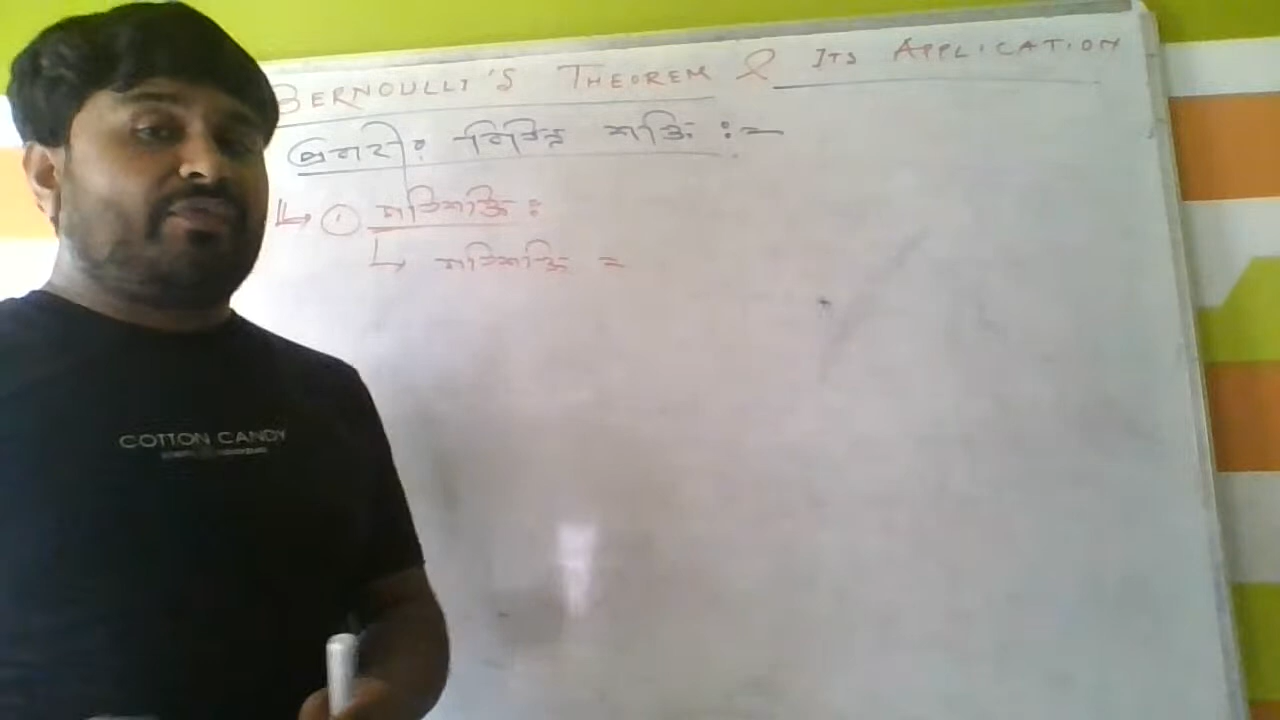 BERNOULLI'S THEOREM & ITS APPLICATION
প্রবাহীর বিভিন্ন শক্তি :-
① গতিশক্তি :
গতিশক্তি =
COTTON CANDY